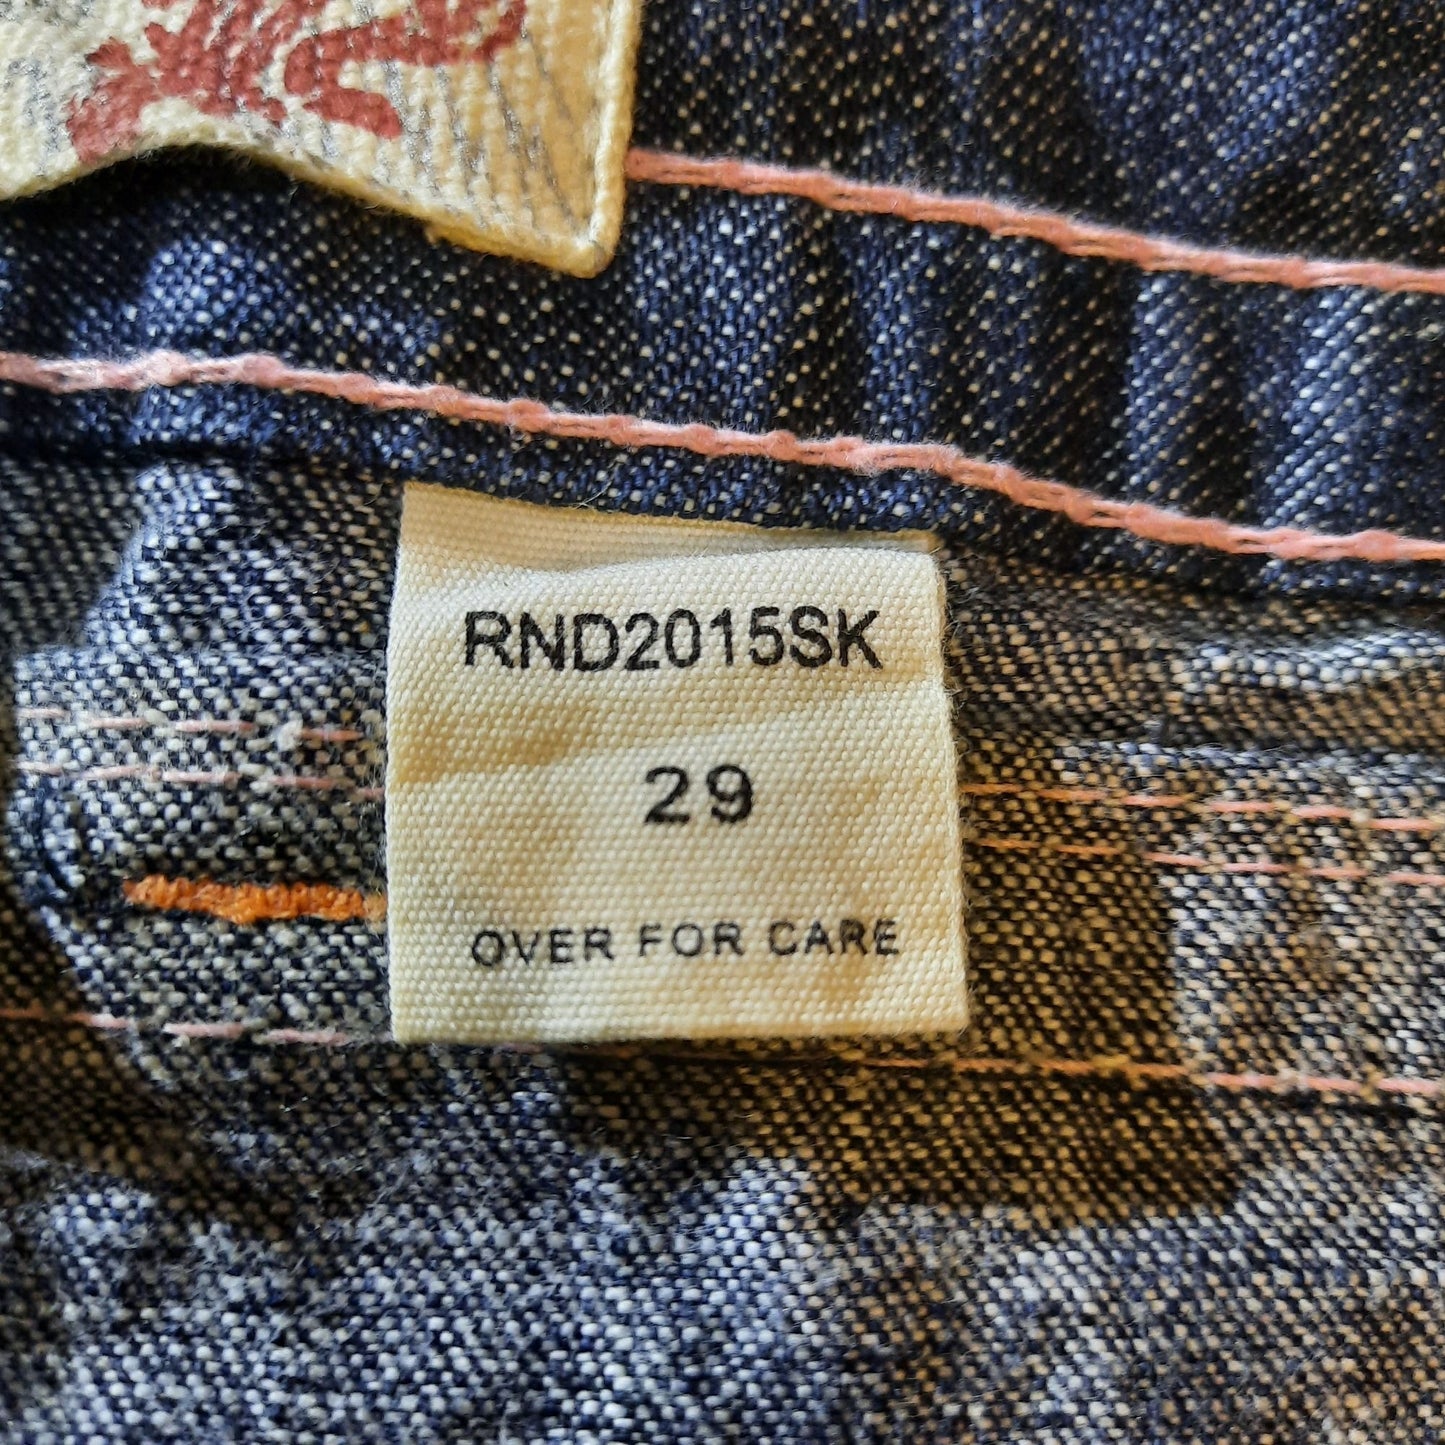 RND2015SK
29
OVER FOR CARE